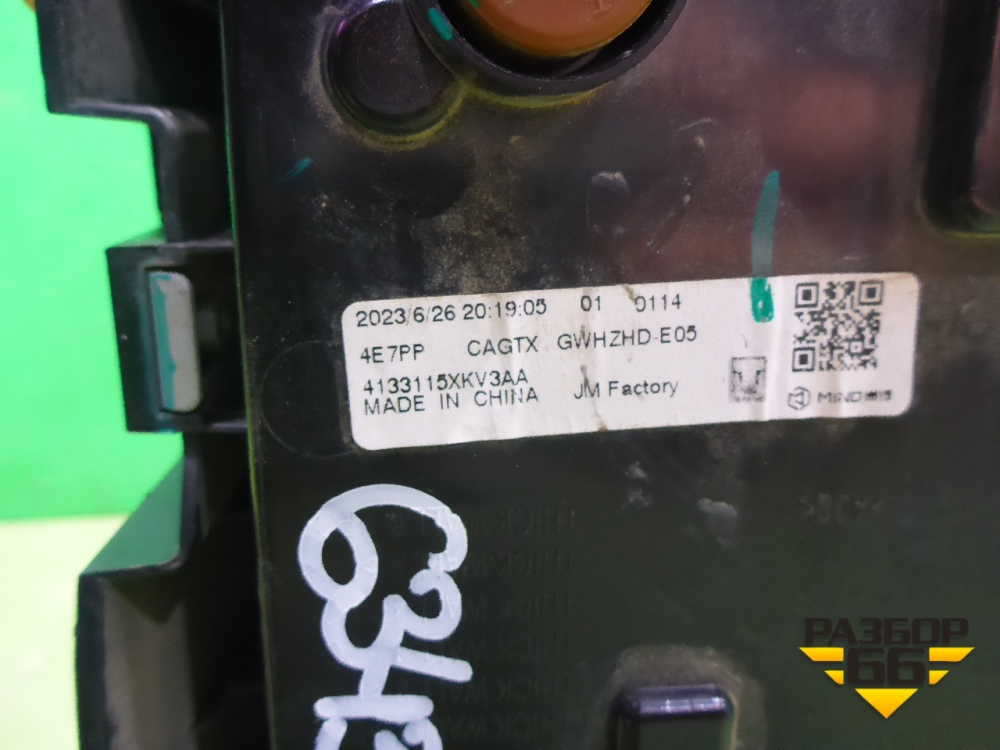 2023/6/26 20:19:05 01 0114
4E7PP CAGTX GWHZHD-E05
4133115XKV3AA
MADE IN CHINA JM Factory
MIND
634
РАЗБОР
66